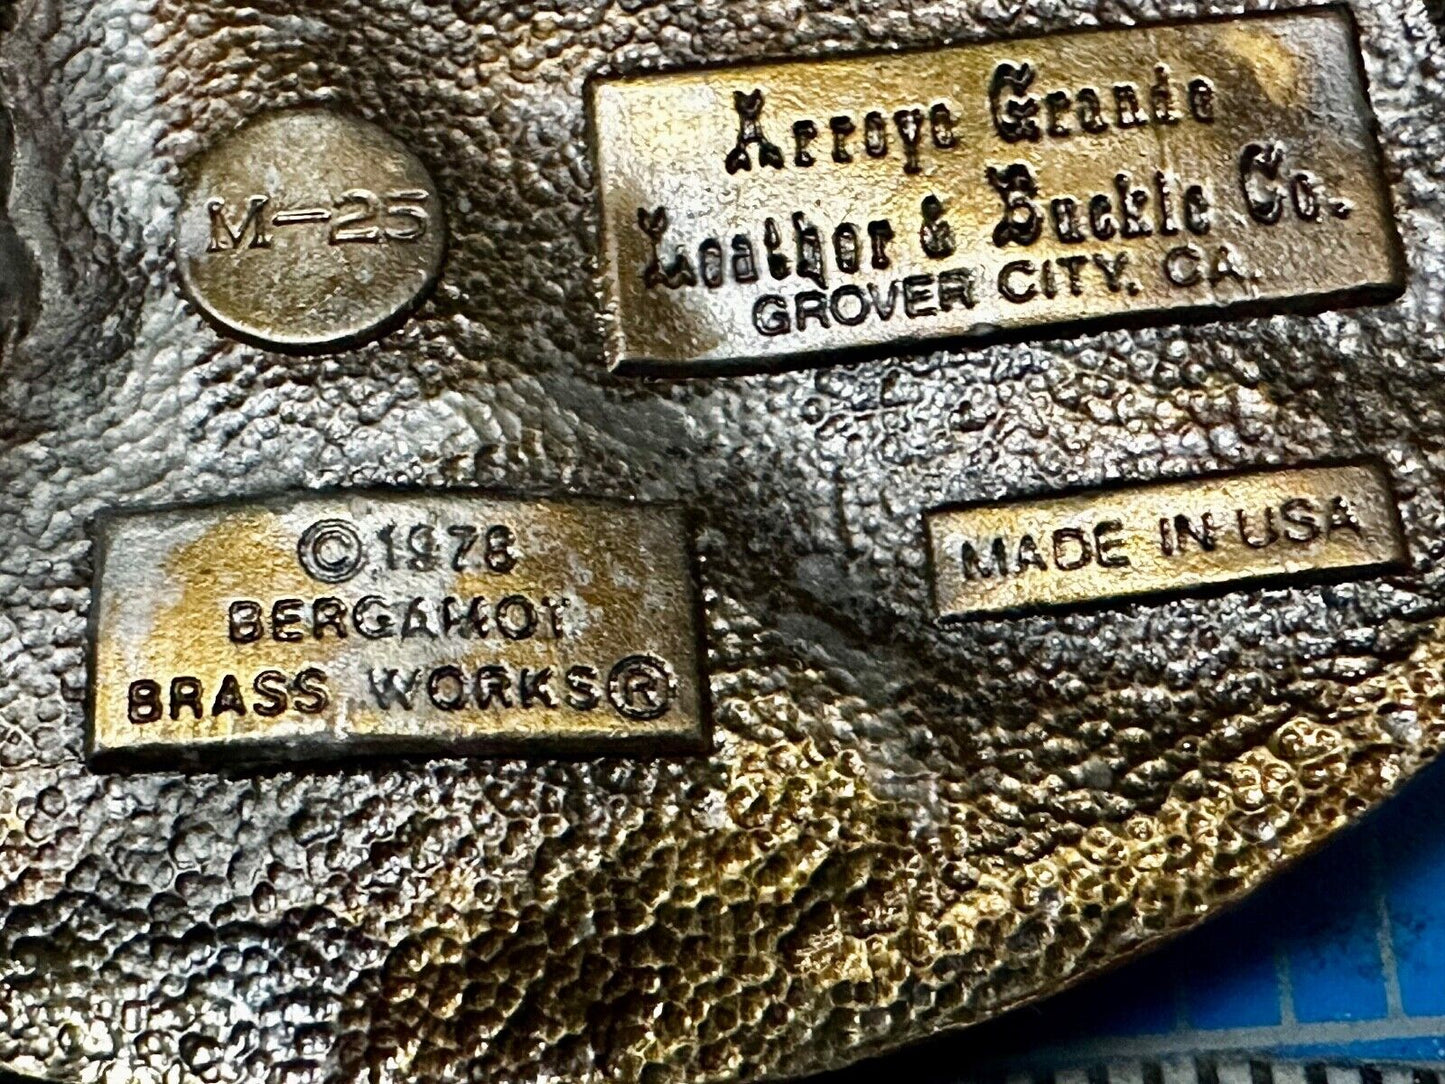 M-25
Arroyo Grande
Leather & Buckle Co.
GROVER CITY, CA.
©1978
BERGAMOT
BRASS WORKS®
MADE IN USA